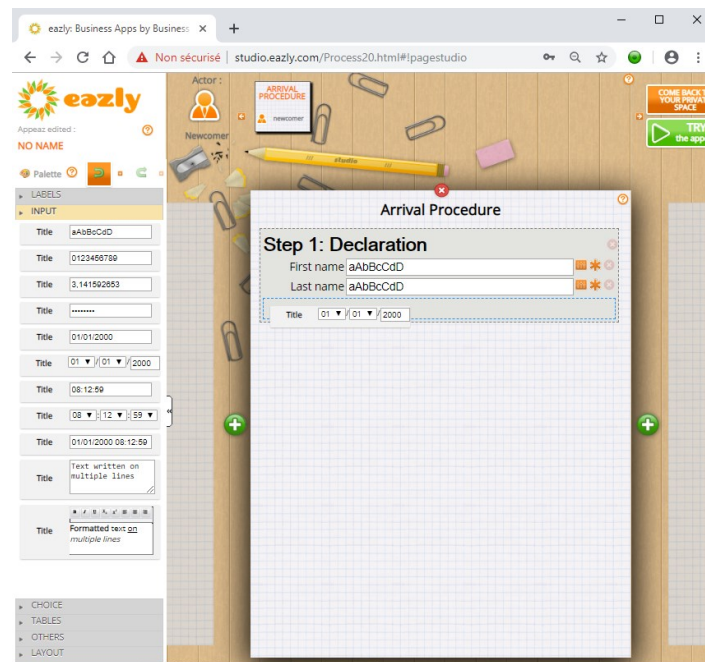 eazly: Business Apps by Business
Non sécurisé studio.eazly.com/Process20.html#!pagestudio
eazly
Appeaz edited :
NO NAME
Palette
LABELS
INPUT
Title aAbBcCdD
Title 0123456789
Title 3,141592653
Title ••••••••
Title 01/01/2000
Title 01 / 01 / 2000
Title 08:12:59
Title 08 : 12 : 59
Title 01/01/2000 08:12:59
Title Text written on
multiple lines
Title Formatted text on
multiple lines
CHOICE
TABLES
OTHERS
LAYOUT
Actor :
Newcomer
ARRIVAL
PROCEDURE
newcomer
studio
COME BACK T
YOUR PRIVAT
SPACE
TRY
the app
Arrival Procedure
Step 1: Declaration
First name aAbBcCdD
Last name aAbBcCdD
Title 01 / 01 / 2000